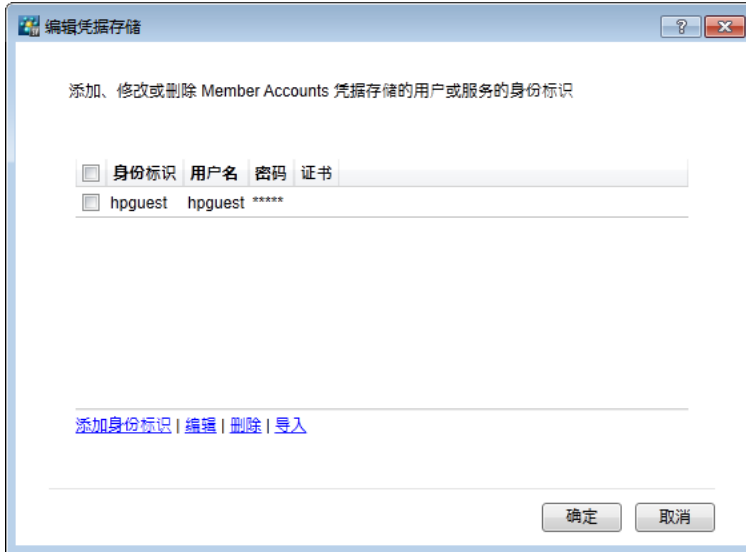 编辑凭据存储
添加、修改或删除 Member Accounts 凭据存储的用户或服务的身份标识
身份标识 用户名 密码 证书
hpguest hpguest *****
添加身份标识 | 编辑 | 删除 | 导入
确定 取消